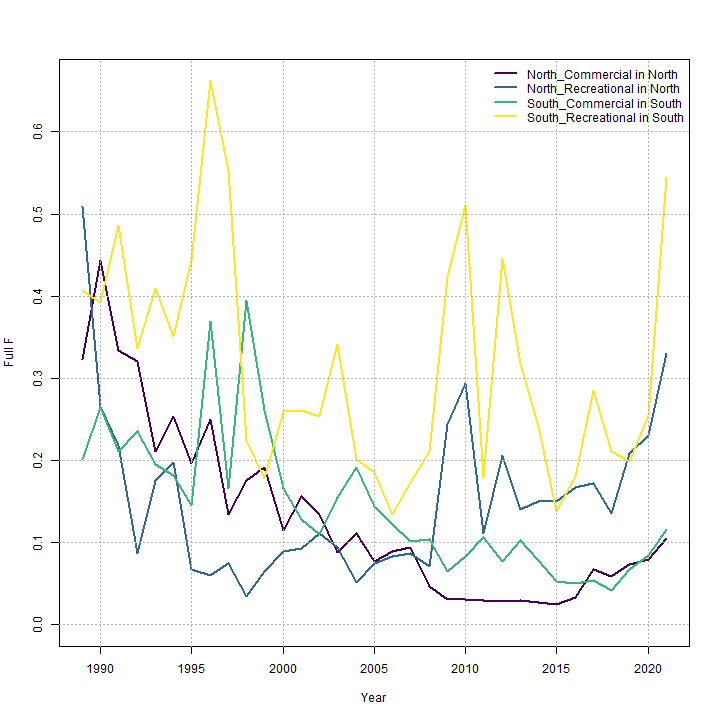 North_Commercial in North
North_Recreational in North
South_Commercial in South
South_Recreational in South
Full F
0.6
0.5
0.4
0.3
0.2
0.1
0.0
1990 1995 2000 2005 2010 2015 2020
Year